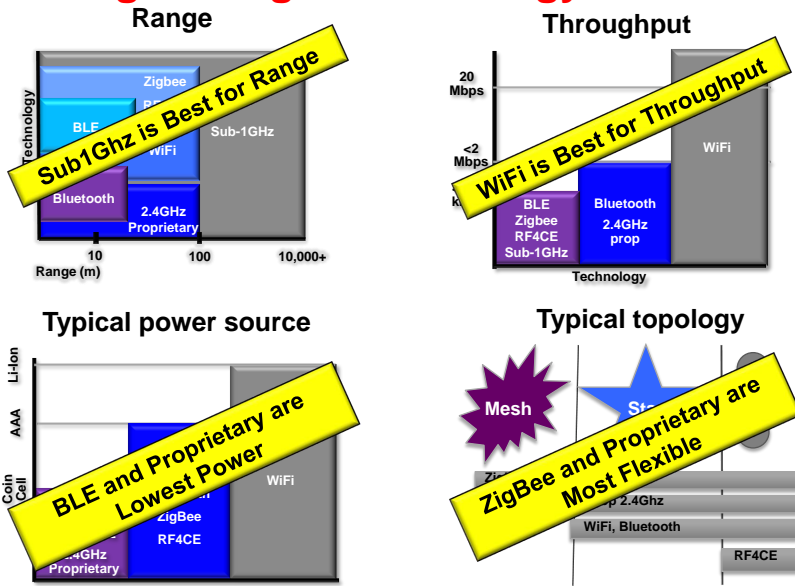 Range
Technology
Zigbee
BLE
WiFi
Sub-1GHz
Bluetooth
2.4GHz
Proprietary
Sub1Ghz is Best for Range
10
100
10,000+
Range (m)
Throughput
20
Mbps
<2
Mbps
WiFi
BLE
Zigbee
RF4CE
Sub-1GHz
Bluetooth
2.4GHz
prop
WiFi is Best for Throughput
Technology
Typical power source
Li-Ion
AAA
Coin
Cell
WiFi
ZigBee
RF4CE
Proprietary
BLE and Proprietary are
Lowest Power
Typical topology
Mesh
2.4Ghz
WiFi, Bluetooth
RF4CE
ZigBee and Proprietary are
Most Flexible